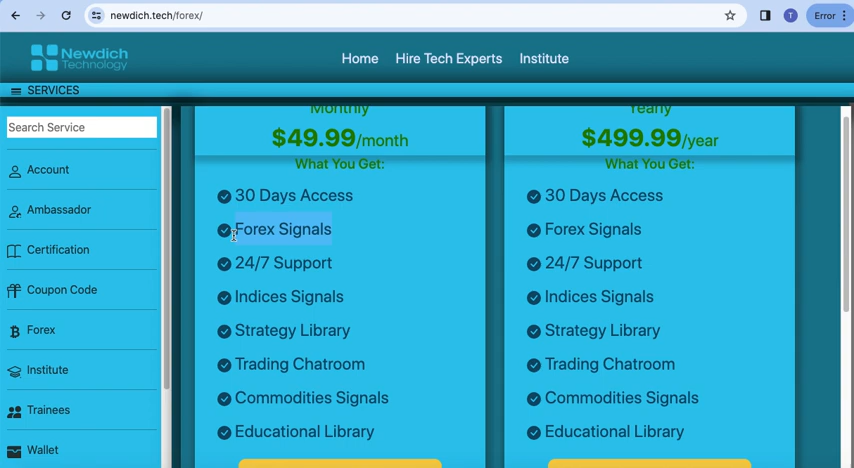 newdich.tech/forex/
T
Error
Newdich
Technology
Home Hire Tech Experts Institute
SERVICES
Search Service
Account
Ambassador
Certification
Coupon Code
Forex
Institute
Trainees
Wallet
Monthly
$49.99/month
What You Get:
30 Days Access
Forex Signals
24/7 Support
Indices Signals
Strategy Library
Trading Chatroom
Commodities Signals
Educational Library
Yearly
$499.99/year
What You Get:
30 Days Access
Forex Signals
24/7 Support
Indices Signals
Strategy Library
Trading Chatroom
Commodities Signals
Educational Library